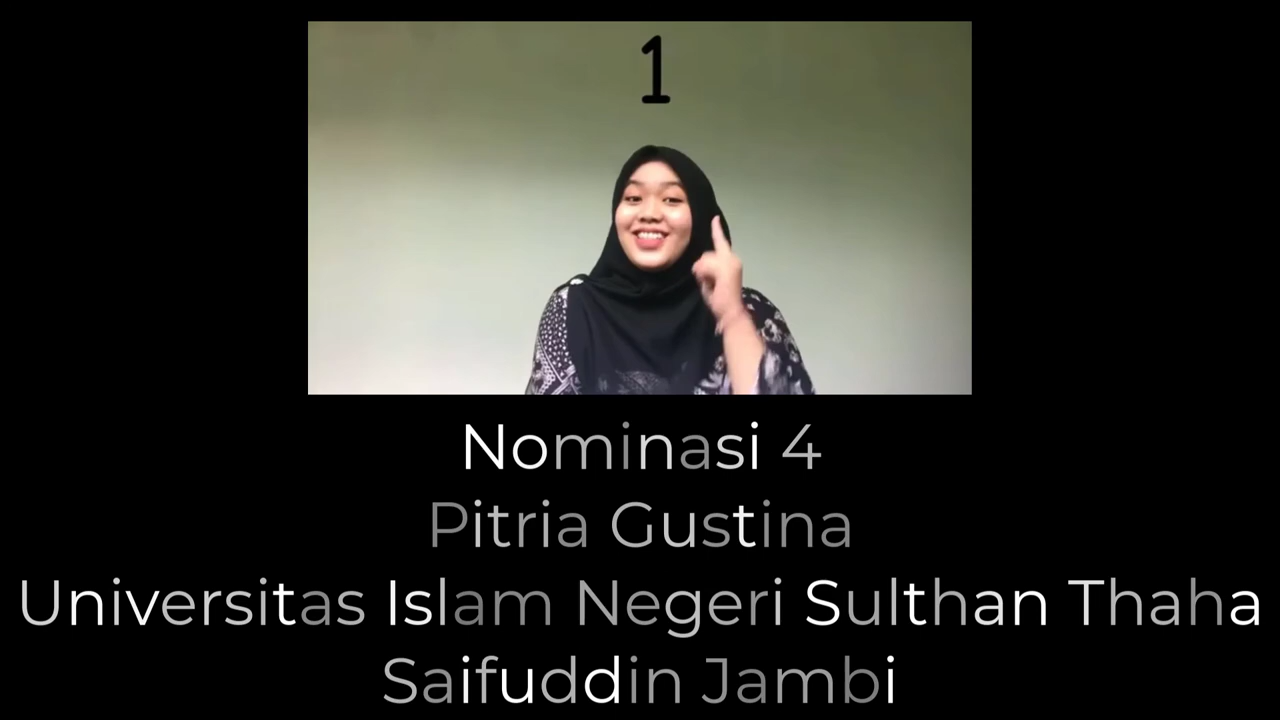 1
Nominasi 4
Pitria Gustina
Universitas Islam Negeri Sulthan Thaha
Saifuddin Jambi